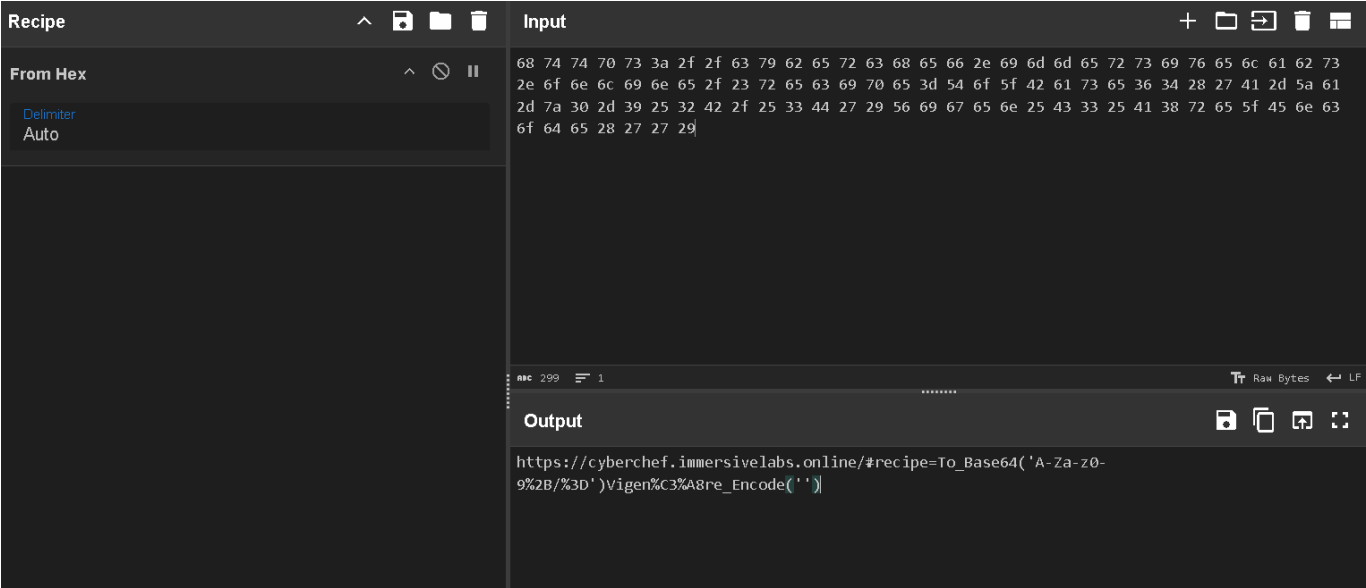 Recipe
From Hex
Delimiter
Auto
Input
68 74 74 70 73 3a 2f 2f 63 79 62 65 72 63 68 65 66 2e 69 6d 6d 65 72 73 69 76 65 6c 61 62 73
2e 6f 6e 6c 69 6e 65 2f 23 72 65 63 69 70 65 3d 54 6f 5f 42 61 73 65 36 34 28 27 41 2d 5a 61
2d 7a 30 2d 39 25 32 42 2f 25 33 44 27 29 56 69 67 65 6e 25 43 33 25 41 38 72 65 5f 45 6e 63
6f 64 65 28 27 27 29
ABC 299 1
Raw Bytes LF
Output
https://cyberchef.immersivelabs.online/#recipe=To_Base64('A-Za-z0-
9%2B/%3D')Vigen%C3%A8re_Encode('')